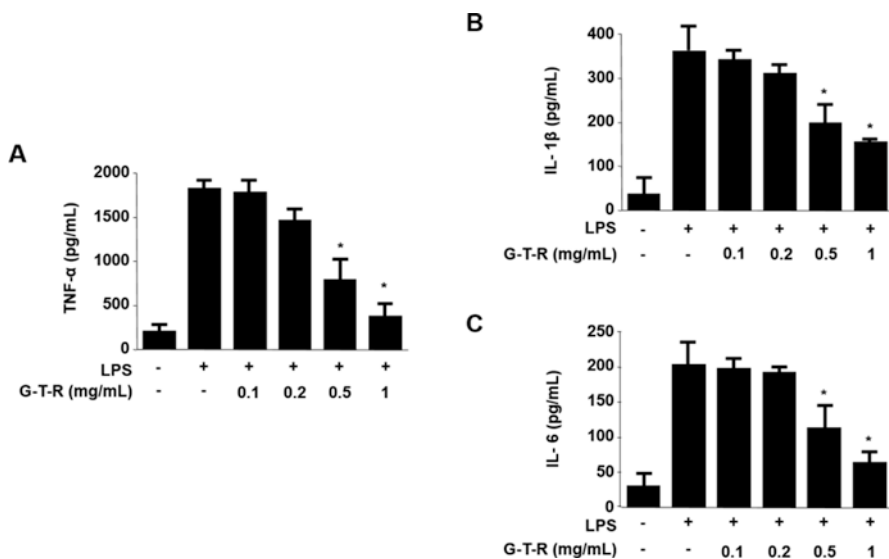 A
TNF-α (pg/mL)
2000
1500
1000
500
0
* *
LPS - + + + + +
G-T-R (mg/mL) - - 0.1 0.2 0.5 1
B
IL- 1β (pg/mL)
400
300
200
100
0
* *
LPS - + + + + +
G-T-R (mg/mL) - - 0.1 0.2 0.5 1
C
IL- 6 (pg/mL)
250
200
150
100
50
0
* *
LPS - + + + + +
G-T-R (mg/mL) - - 0.1 0.2 0.5 1